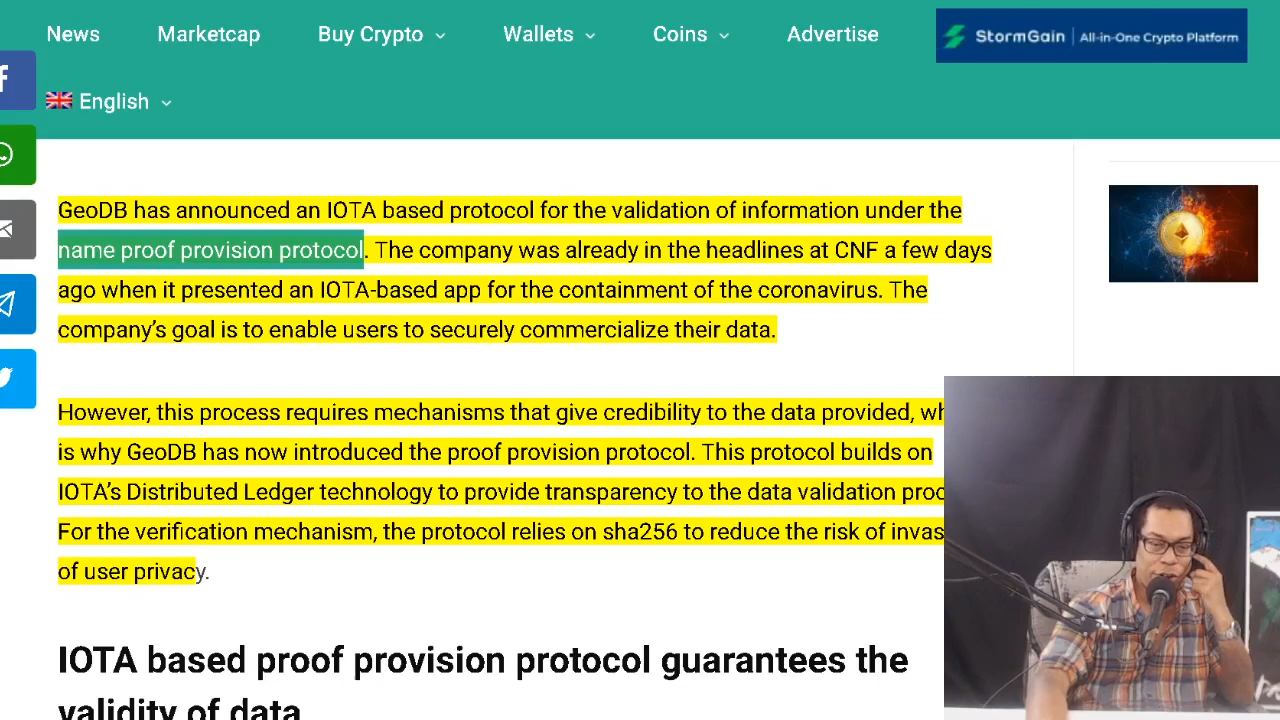 News Marketcap Buy Crypto Wallets Coins Advertise
StormGain | All-in-One Crypto Platform
English
GeoDB has announced an IOTA based protocol for the validation of information under the
name proof provision protocol. The company was already in the headlines at CNF a few days
ago when it presented an IOTA-based app for the containment of the coronavirus. The
company’s goal is to enable users to securely commercialize their data.
However, this process requires mechanisms that give credibility to the data provided, wh
is why GeoDB has now introduced the proof provision protocol. This protocol builds on
IOTA’s Distributed Ledger technology to provide transparency to the data validation proc
For the verification mechanism, the protocol relies on sha256 to reduce the risk of invas
of user privacy.
IOTA based proof provision protocol guarantees the
validity of data